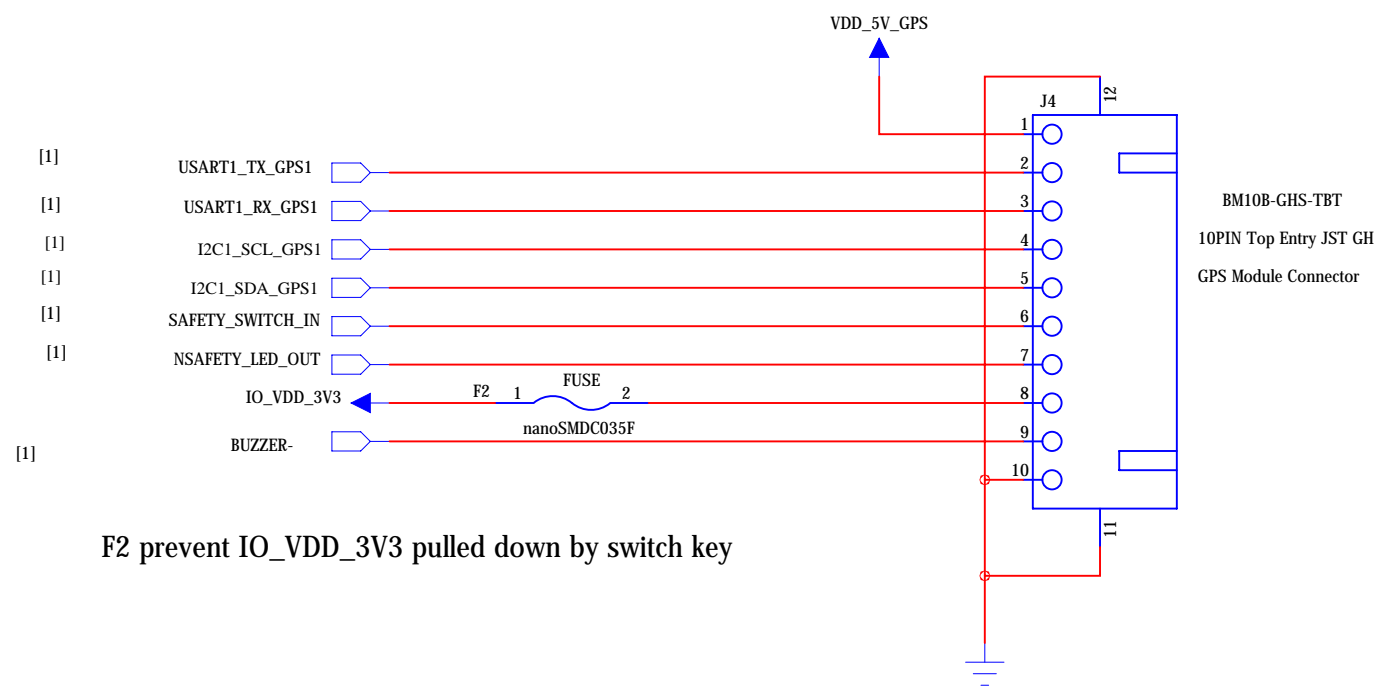 VDD_5V_GPS
12
J4
1
[1] USART1_TX_GPS1 2
[1] USART1_RX_GPS1 3
BM10B-GHS-TBT
[1] I2C1_SCL_GPS1 4
10PIN Top Entry JST GH
[1] I2C1_SDA_GPS1 5
GPS Module Connector
[1] SAFETY_SWITCH_IN 6
[1] NSAFETY_LED_OUT 7
FUSE
IO_VDD_3V3 F2 1 2 8
nanoSMDC035F
[1] BUZZER- 9
10
11
F2 prevent IO_VDD_3V3 pulled down by switch key